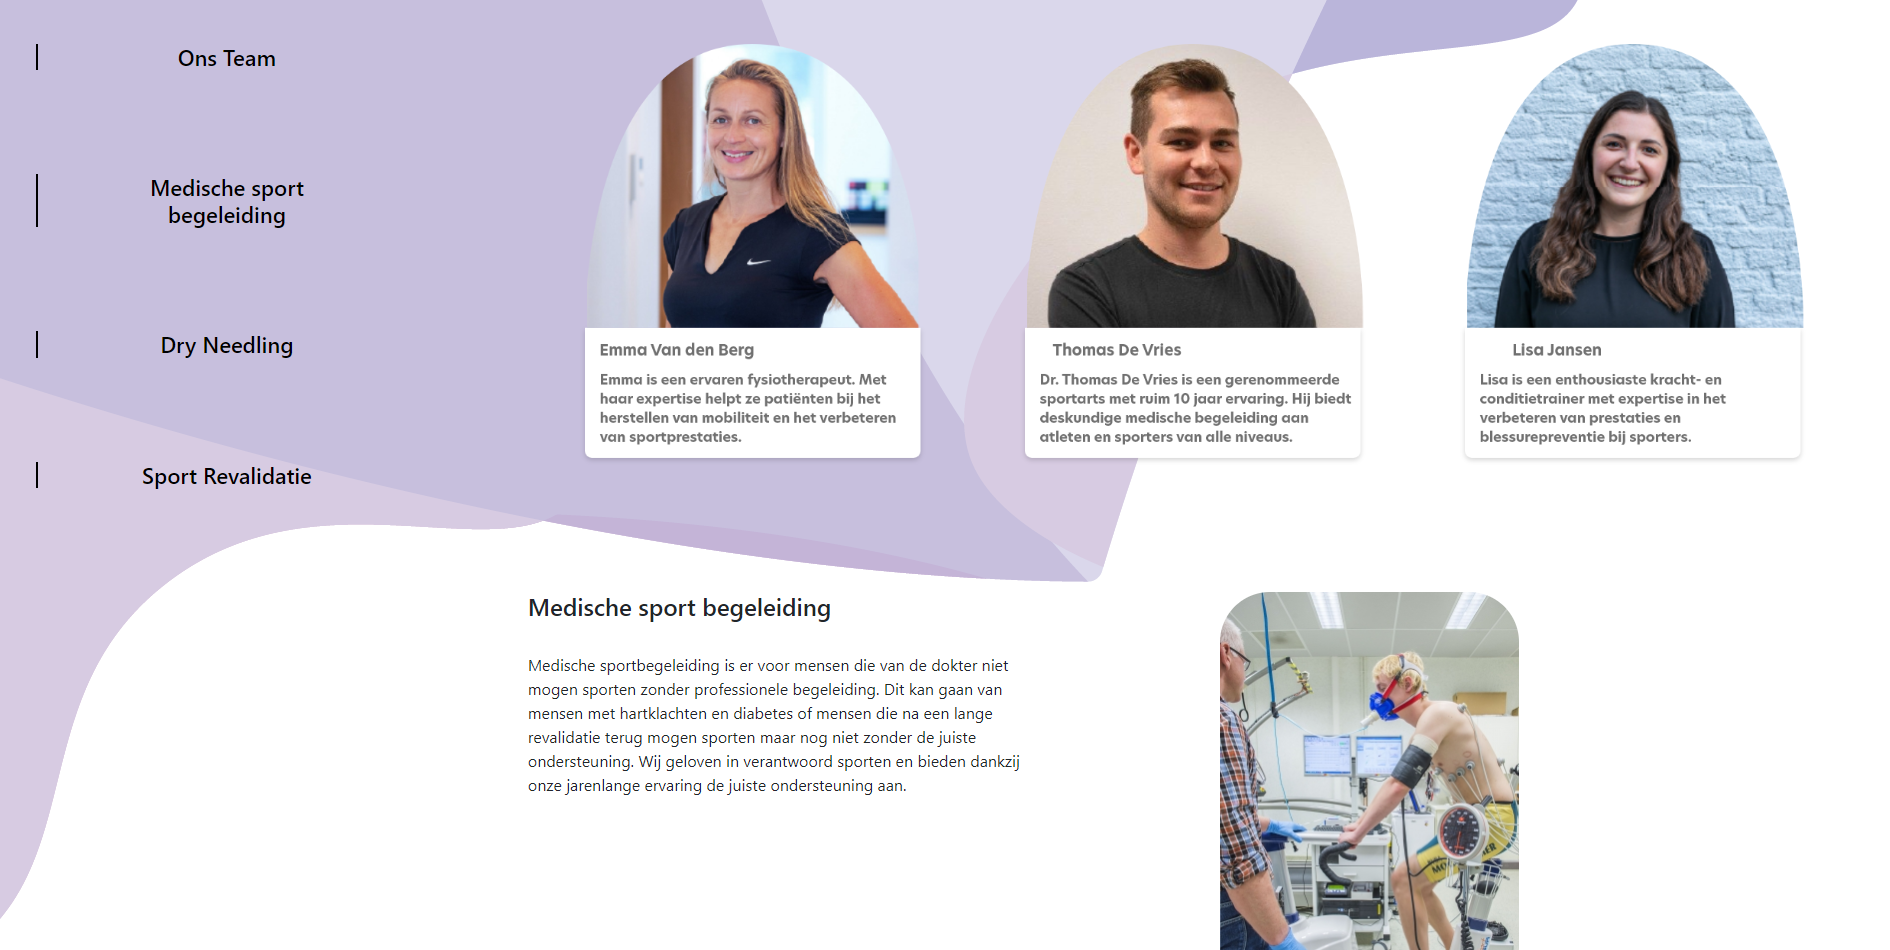 Ons Team
Medische sport
begeleiding
Dry Needling
Sport Revalidatie
Emma Van den Berg
Emma is een ervaren fysiotherapeut. Met
haar expertise helpt ze patiënten bij het
herstellen van mobiliteit en het verbeteren
van sportprestaties.
Thomas De Vries
Dr. Thomas De Vries is een gerenommeerde
sportarts met ruim 10 jaar ervaring. Hij biedt
deskundige medische begeleiding aan
atleten en sporters van alle niveaus.
Lisa Jansen
Lisa is een enthousiaste kracht- en
conditietrainer met expertise in het
verbeteren van prestaties en
blessurepreventie bij sporters.
Medische sport begeleiding
Medische sportbegeleiding is er voor mensen die van de dokter niet
mogen sporten zonder professionele begeleiding. Dit kan gaan van
mensen met hartklachten en diabetes of mensen die na een lange
revalidatie terug mogen sporten maar nog niet zonder de juiste
ondersteuning. Wij geloven in verantwoord sporten en bieden dankzij
onze jarenlange ervaring de juiste ondersteuning aan.